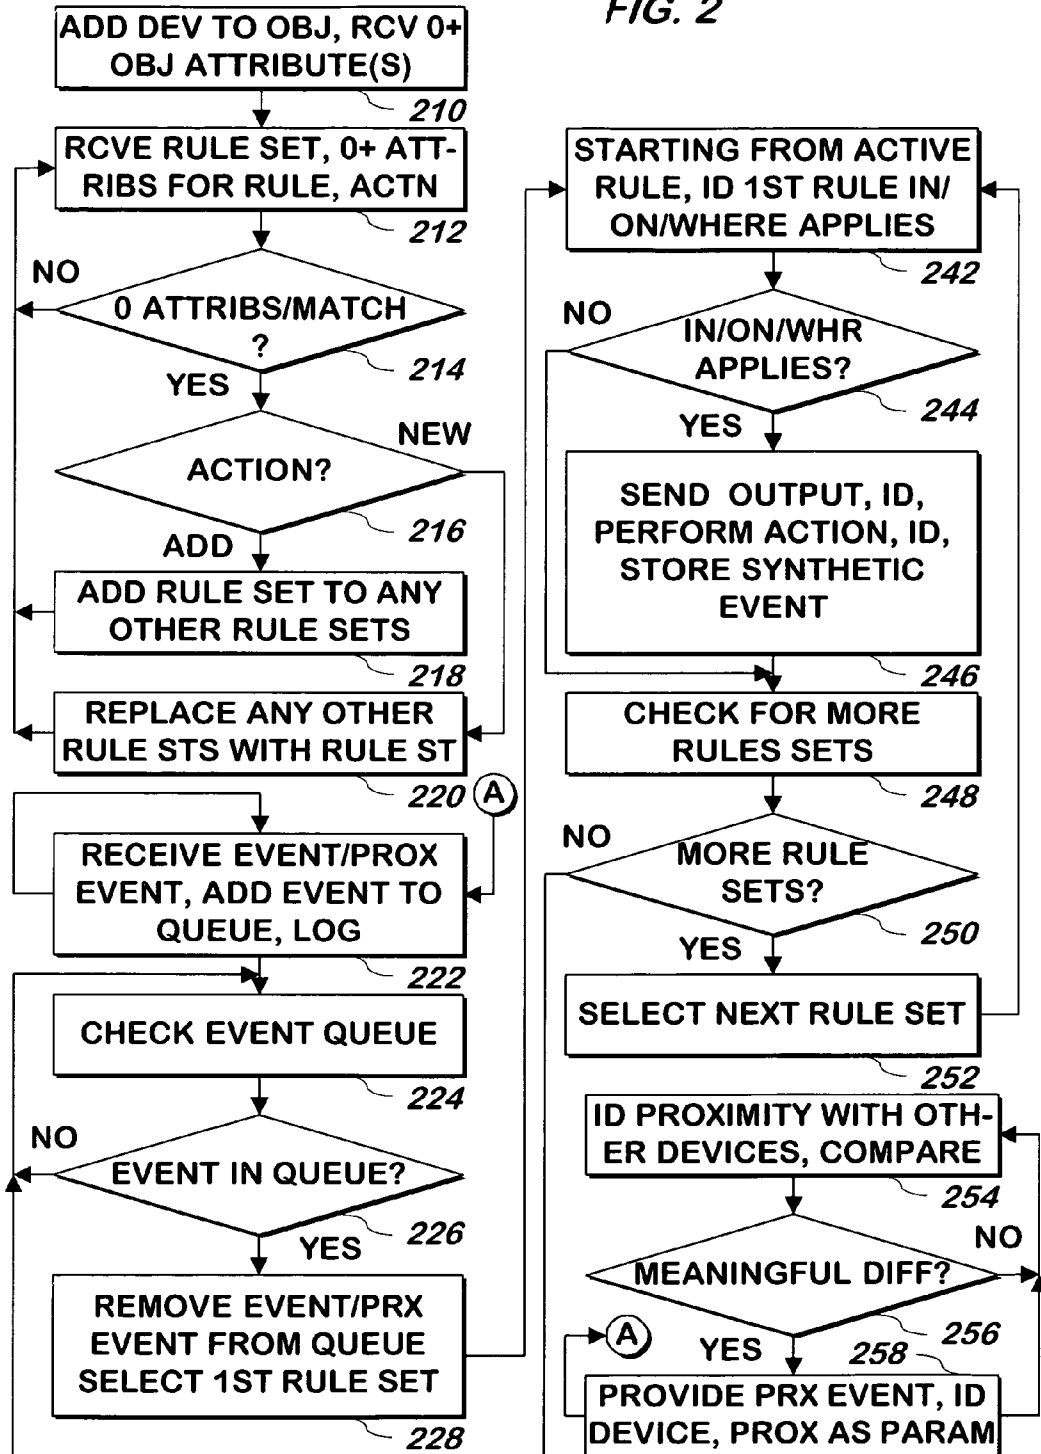 FIG. 2
ADD DEV TO OBJ, RCV 0+
OBJ ATTRIBUTE(S)
210
RCVE RULE SET, 0+ ATT-
RIBS FOR RULE, ACTN
212
NO
0 ATTRIBS/MATCH
?
214
YES
NEW
ACTION?
216
ADD
ADD RULE SET TO ANY
OTHER RULE SETS
218
REPLACE ANY OTHER
RULE STS WITH RULE ST
220
A
RECEIVE EVENT/PROX
EVENT, ADD EVENT TO
QUEUE, LOG
222
CHECK EVENT QUEUE
224
NO
EVENT IN QUEUE?
226
YES
REMOVE EVENT/PRX
EVENT FROM QUEUE
SELECT 1ST RULE SET
228
STARTING FROM ACTIVE
RULE, ID 1ST RULE IN/
ON/WHERE APPLIES
242
NO
IN/ON/WHR
APPLIES?
244
YES
SEND OUTPUT, ID,
PERFORM ACTION, ID,
STORE SYNTHETIC
EVENT
246
CHECK FOR MORE
RULES SETS
248
NO
MORE RULE
SETS?
250
YES
SELECT NEXT RULE SET
252
ID PROXIMITY WITH OTH-
ER DEVICES, COMPARE
254
NO
MEANINGFUL DIFF?
256
A
YES
258
PROVIDE PRX EVENT, ID
DEVICE, PROX AS PARAM